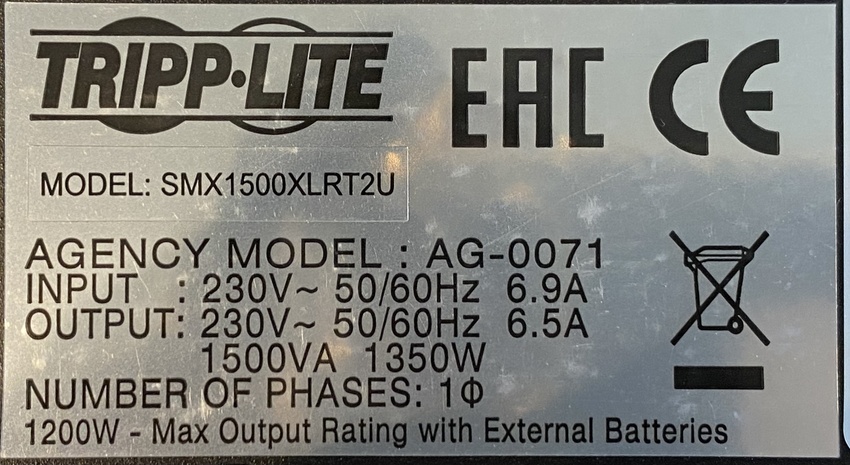 TRIPP·LITE
EAC CE
MODEL: SMX1500XLRT2U
AGENCY MODEL : AG-0071
INPUT : 230V~ 50/60Hz 6.9A
OUTPUT: 230V~ 50/60Hz 6.5A
1500VA 1350W
NUMBER OF PHASES: 1Φ
1200W - Max Output Rating with External Batteries